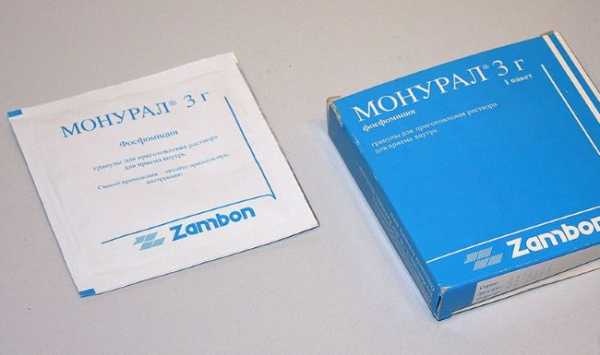 МОНУРАЛ® 3 г
Фосфомицин
гранулы для приготовления раствора
для приема внутрь
Zambon
МОНУРАЛ® 3 г
1 пакет
фосфомицин
гранулы для приготовления раствора
для приема внутрь
Zambon